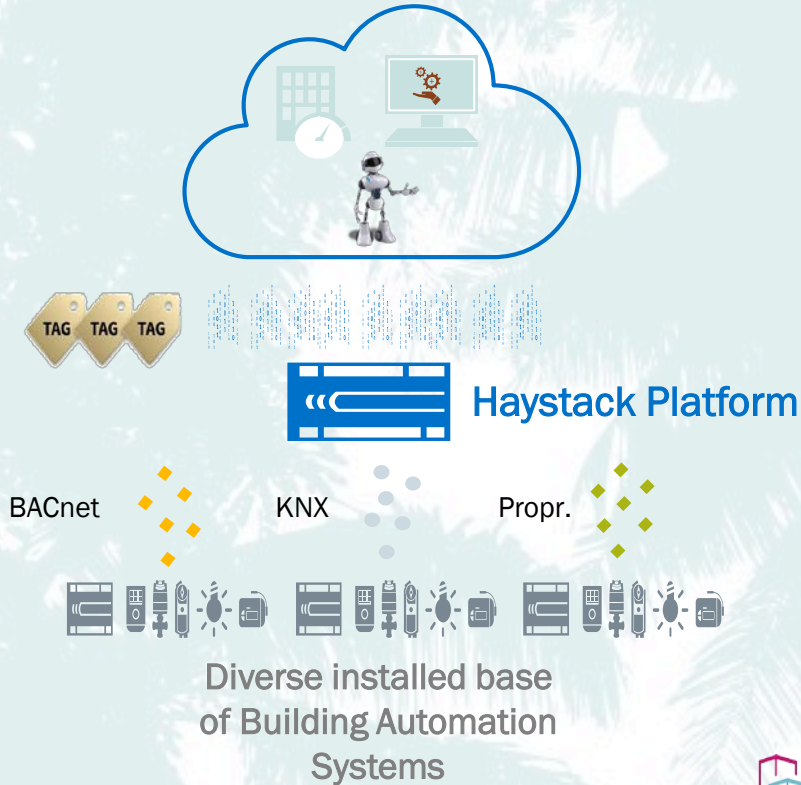 TAG TAG TAG
Haystack Platform
BACnet KNX Propr.
Diverse installed base
of Building Automation
Systems